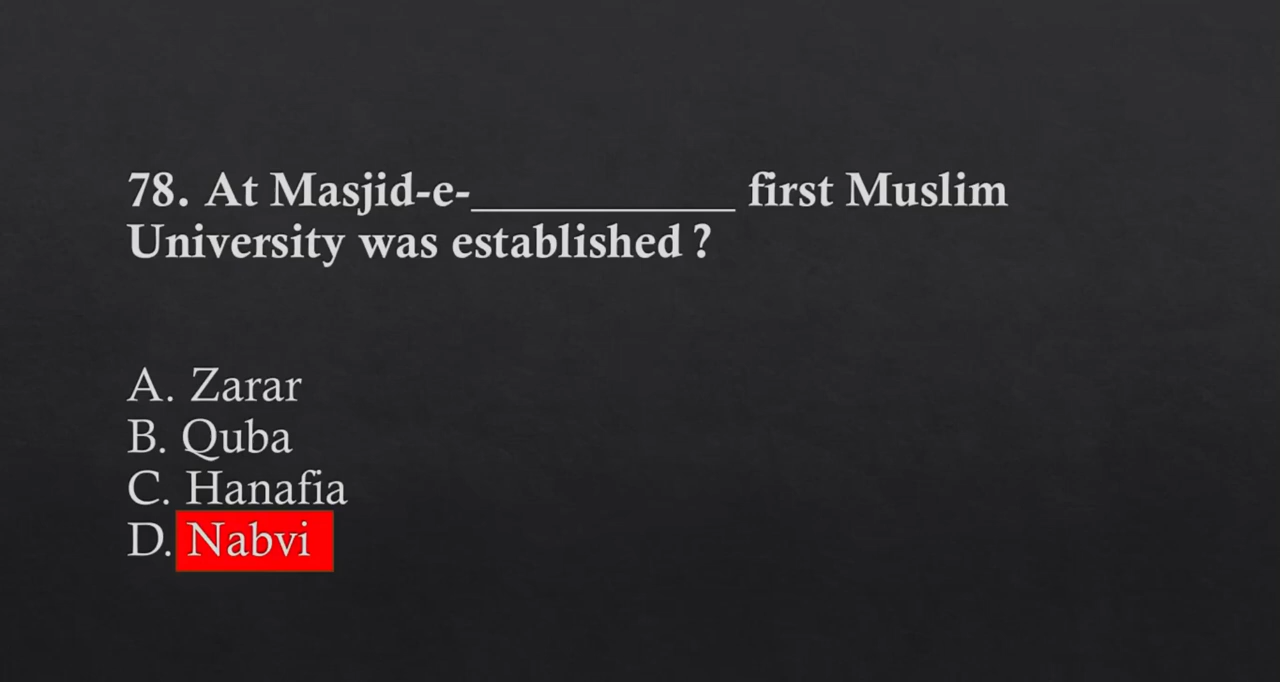 78. At Masjid-e-___________ first Muslim
University was established ?
A. Zarar
B. Quba
C. Hanafia
D. Nabvi